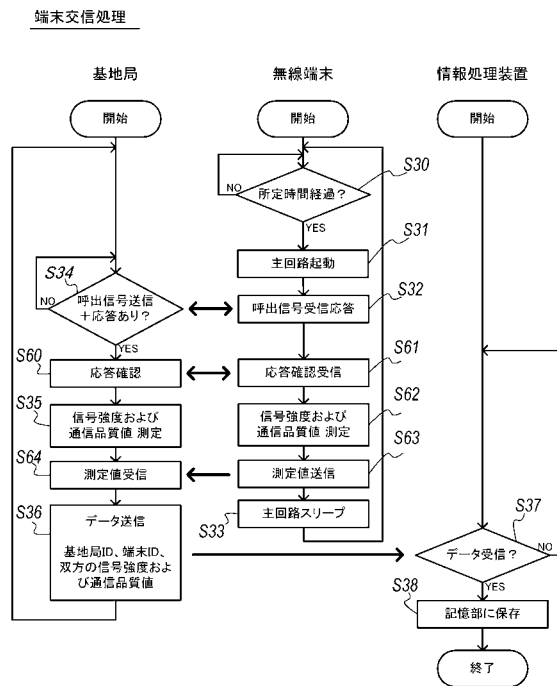 端末交信処理
基地局
無線端末
情報処理装置
開始
開始
開始
S30
NO
所定時間経過?
YES
S31
主回路起動
S34
NO
呼出信号送信
+応答あり?
YES
S32
呼出信号受信応答
S60
応答確認
S61
応答確認受信
S35
信号強度および
通信品質値 測定
S62
信号強度および
通信品質値 測定
S64
測定値受信
S63
測定値送信
S36
データ送信
基地局ID、端末ID、
双方の信号強度およ
び通信品質値
S33
主回路スリープ
S37
データ受信?
NO
YES
S38
記憶部に保存
終了